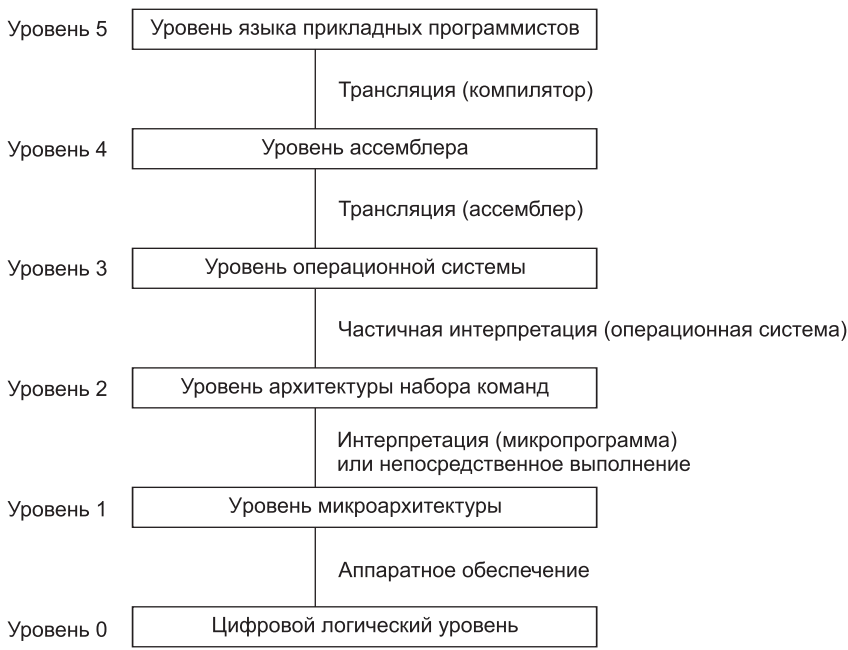 Уровень 5
Уровень языка прикладных программистов
Трансляция (компилятор)
Уровень 4
Уровень ассемблера
Трансляция (ассемблер)
Уровень 3
Уровень операционной системы
Частичная интерпретация (операционная система)
Уровень 2
Уровень архитектуры набора команд
Интерпретация (микропрограмма)
или непосредственное выполнение
Уровень 1
Уровень микроархитектуры
Аппаратное обеспечение
Уровень 0
Цифровой логический уровень